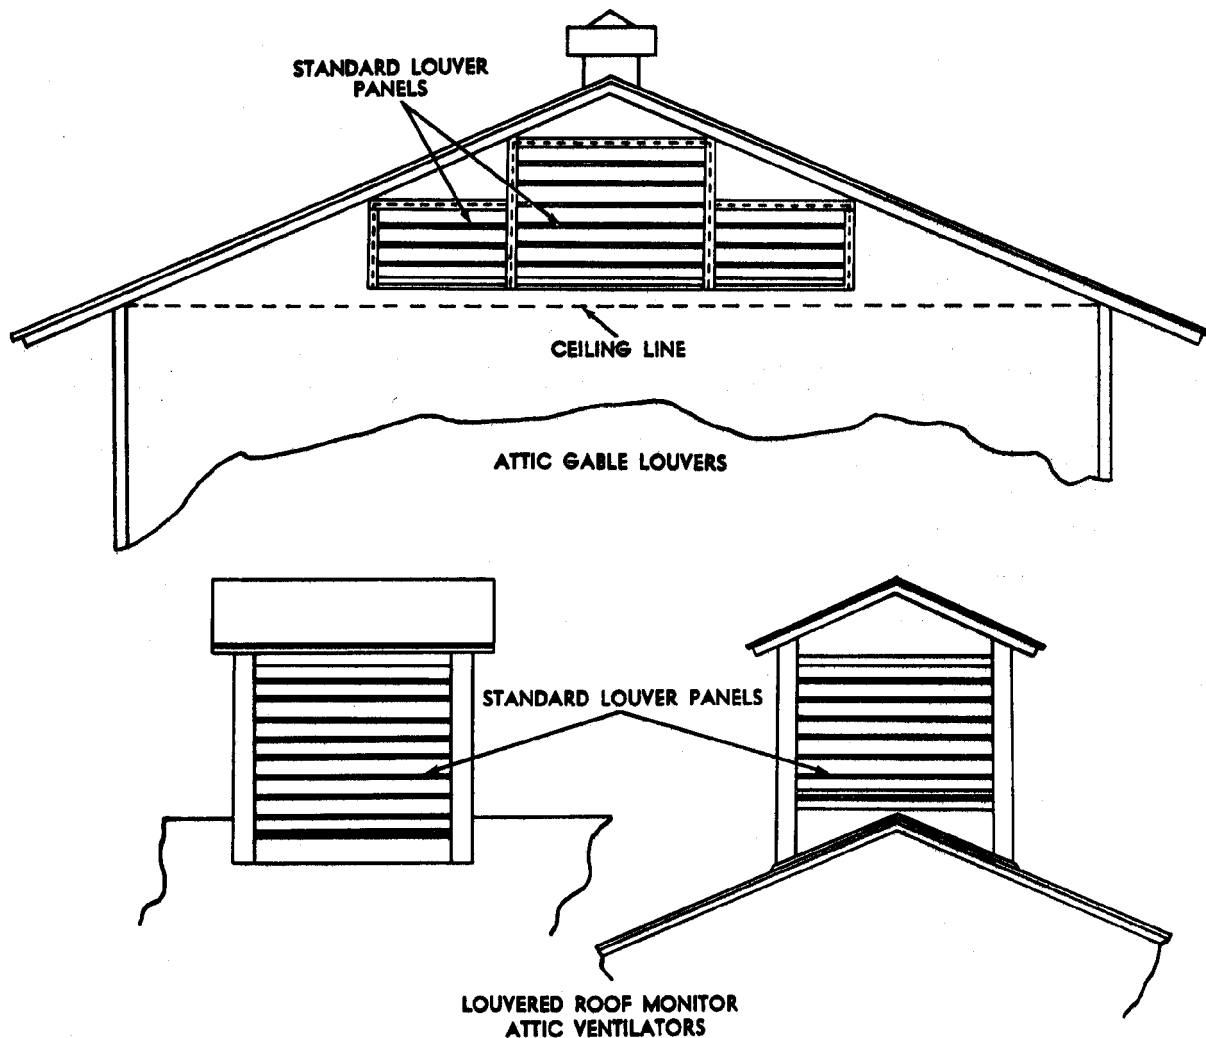 STANDARD LOUVER
PANELS
CEILING LINE
ATTIC GABLE LOUVERS
STANDARD LOUVER PANELS
LOUVERED ROOF MONITOR
ATTIC VENTILATORS